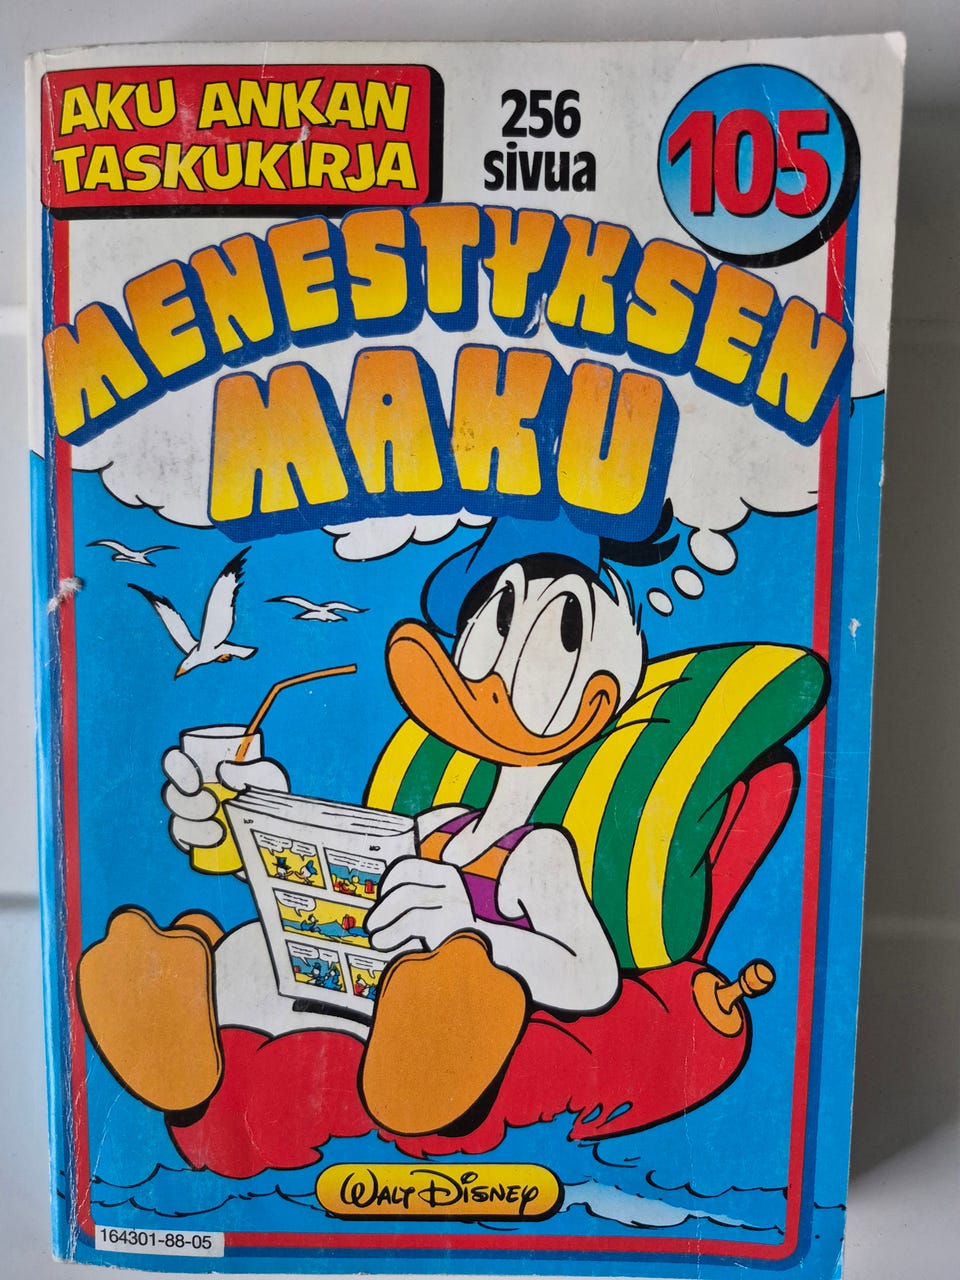 AKU ANKAN
TASKUKIRJA
256
sivua
105
MENESTYKSEN
MAKU
WALT DISNEY
164301-88-05